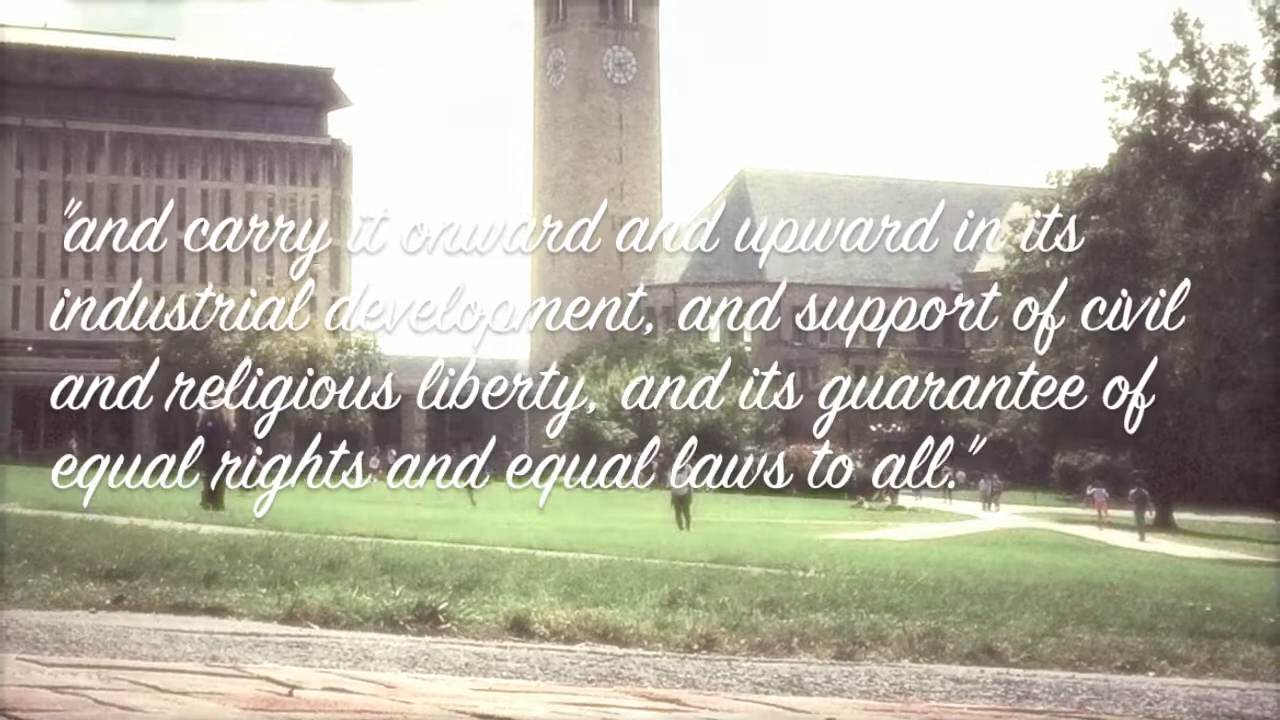 "and carry it onward and upward in its
industrial development, and support of civil
and religious liberty, and its guarantee of
equal rights and equal laws to all."